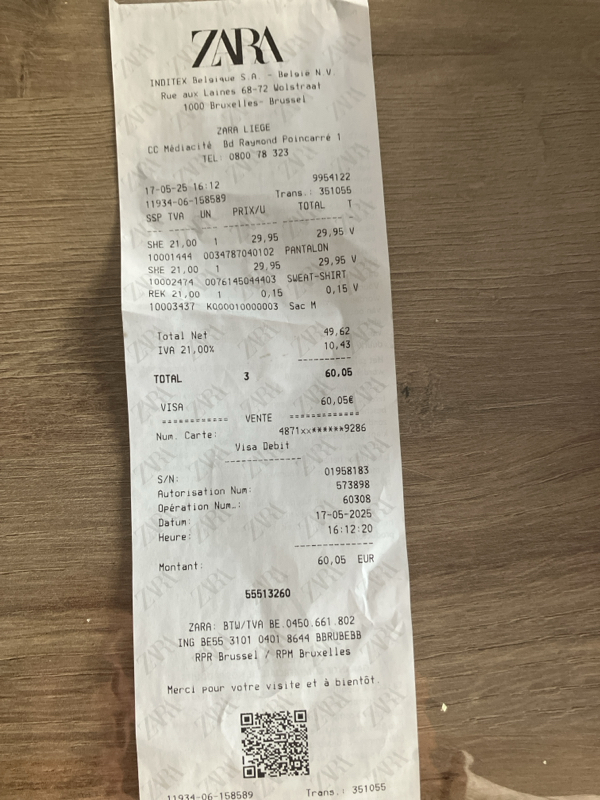 ZARA
INDITEX Belgique S.A. - Belgie N.V.
Rue aux Laines 68-72 Wolstraat
1000 Bruxelles- Brussel
ZARA LIEGE
CC Médiacité Bd Raymond Poincarré 1
TEL: 0800 78 323
17-05-25 16:12 9954122
11934-06-158589 Trans.: 351055
SSP TVA UN PRIX/U TOTAL T
SHE 21,00 1 29,95 29,95 V
10001444 0034787040102 PANTALON
SHE 21,00 1 29,95 29,95 V
10002474 0076145044403 SWEAT-SHIRT
REK 21,00 1 0,15 0,15 V
10003437 K000010000003 Sac M
Total Net 49,62
IVA 21,00% 10,43
TOTAL 3 60,05
VISA 60,05€
============ VENTE ============
Num. Carte: 4871xx******9286
Visa Debit
S/N: 01958183
Autorisation Num: 573898
Opération Num.: 60308
Datum: 17-05-2025
Heure: 16:12:20
Montant: 60,05 EUR
55513260
ZARA: BTW/TVA BE.0450.661.802
ING BE55 3101 0401 8644 BBRUBEBB
RPR Brussel / RPM Bruxelles
Merci pour votre visite et à bientôt.
11934-06-158589 Trans.: 351055